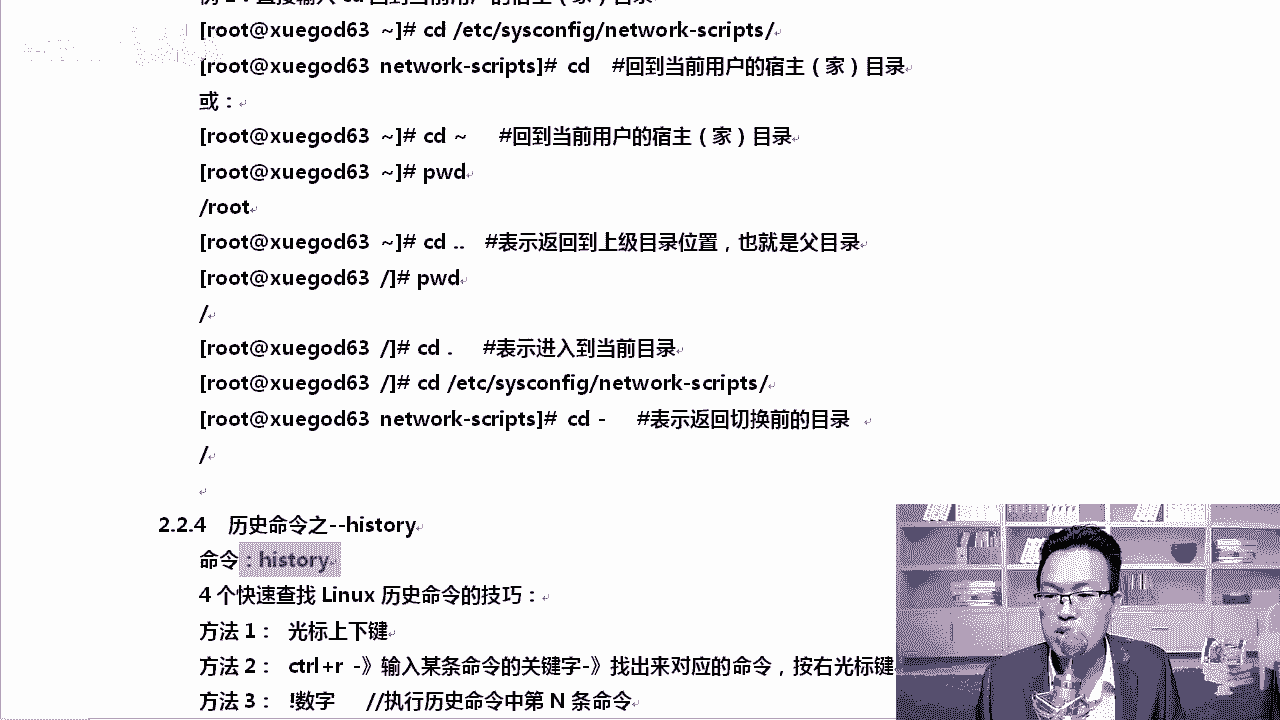 [root@xuegod63 ~]# cd /etc/sysconfig/network-scripts/
[root@xuegod63 network-scripts]# cd #回到当前用户的宿主（家）目录
或：
[root@xuegod63 ~]# cd ~ #回到当前用户的宿主（家）目录
[root@xuegod63 ~]# pwd
/root
[root@xuegod63 ~]# cd .. #表示返回到上级目录位置，也就是父目录
[root@xuegod63 /]# pwd
/
[root@xuegod63 /]# cd . #表示进入到当前目录
[root@xuegod63 /]# cd /etc/sysconfig/network-scripts/
[root@xuegod63 network-scripts]# cd - #表示返回切换前的目录
/
2.2.4 历史命令之--history
命令：history
4 个快速查找 Linux 历史命令的技巧：
方法 1： 光标上下键
方法 2： ctrl+r -》输入某条命令的关键字-》找出来对应的命令，按右光标键
方法 3： !数字 //执行历史命令中第 N 条命令